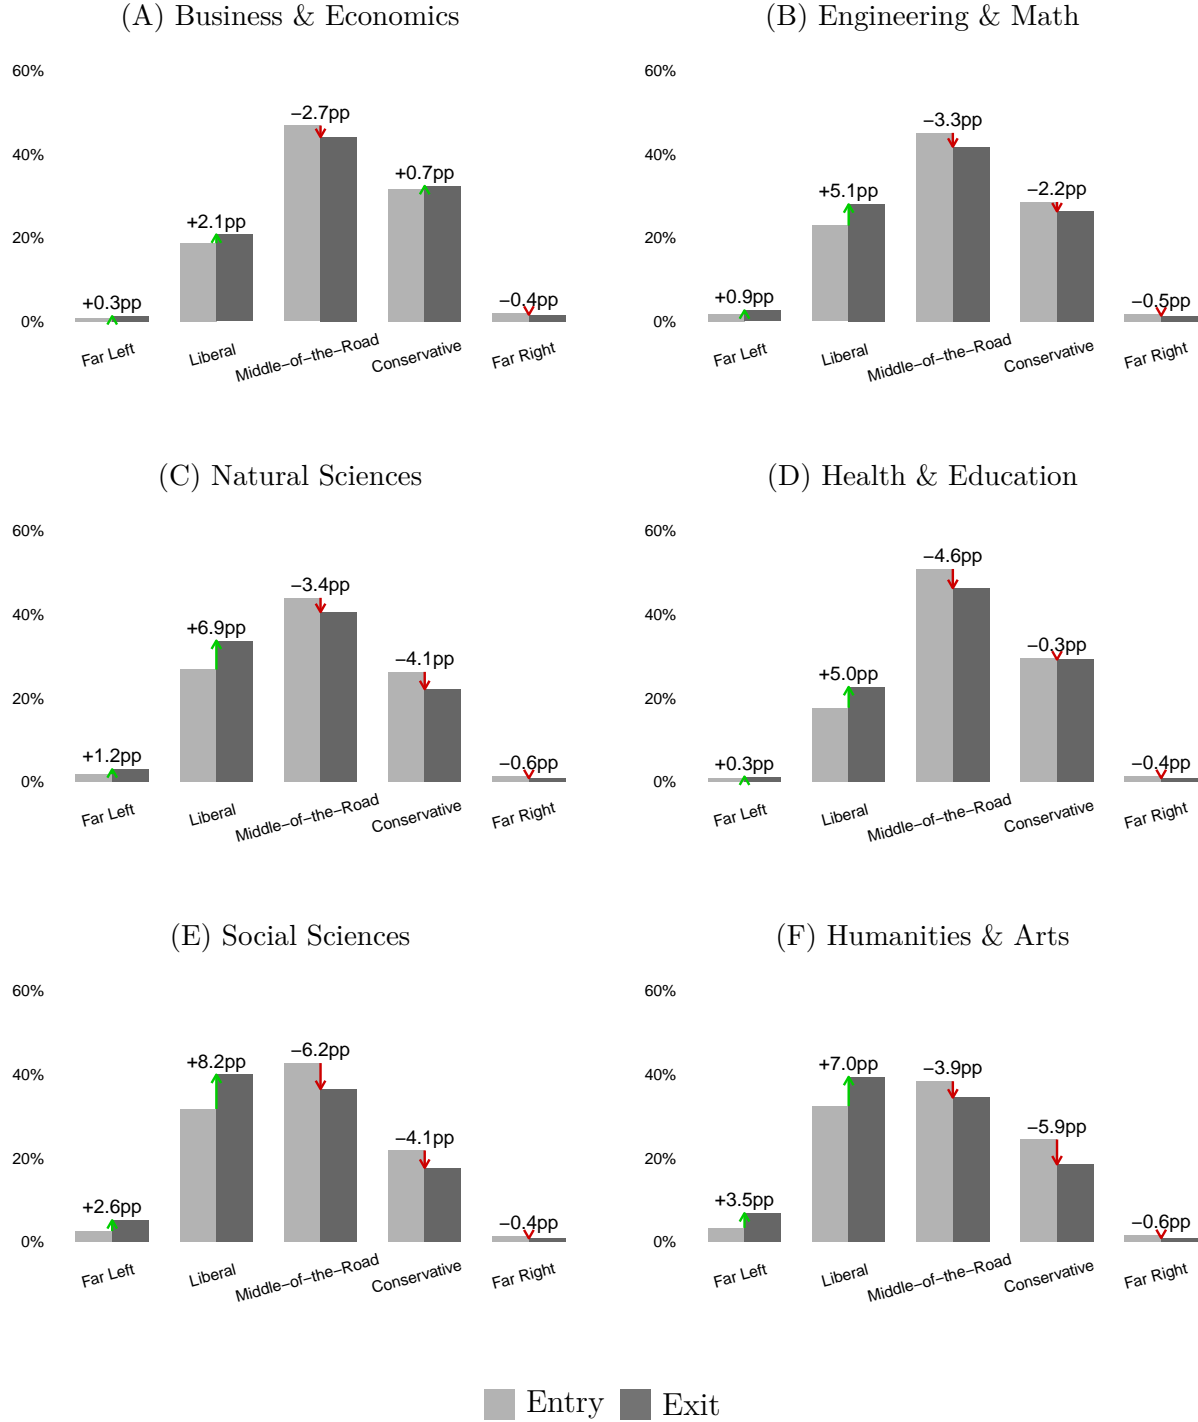 (A) Business & Economics
60%
40%
20%
0%
+0.3pp
+2.1pp
−2.7pp
+0.7pp
−0.4pp
Far Left
Liberal
Middle−of−the−Road
Conservative
Far Right
(B) Engineering & Math
60%
40%
20%
0%
+0.9pp
+5.1pp
−3.3pp
−2.2pp
−0.5pp
Far Left
Liberal
Middle−of−the−Road
Conservative
Far Right
(C) Natural Sciences
60%
40%
20%
0%
+1.2pp
+6.9pp
−3.4pp
−4.1pp
−0.6pp
Far Left
Liberal
Middle−of−the−Road
Conservative
Far Right
(D) Health & Education
60%
40%
20%
0%
+0.3pp
+5.0pp
−4.6pp
−0.3pp
−0.4pp
Far Left
Liberal
Middle−of−the−Road
Conservative
Far Right
(E) Social Sciences
60%
40%
20%
0%
+2.6pp
+8.2pp
−6.2pp
−4.1pp
−0.4pp
Far Left
Liberal
Middle−of−the−Road
Conservative
Far Right
(F) Humanities & Arts
60%
40%
20%
0%
+3.5pp
+7.0pp
−3.9pp
−5.9pp
−0.6pp
Far Left
Liberal
Middle−of−the−Road
Conservative
Far Right
Entry
Exit